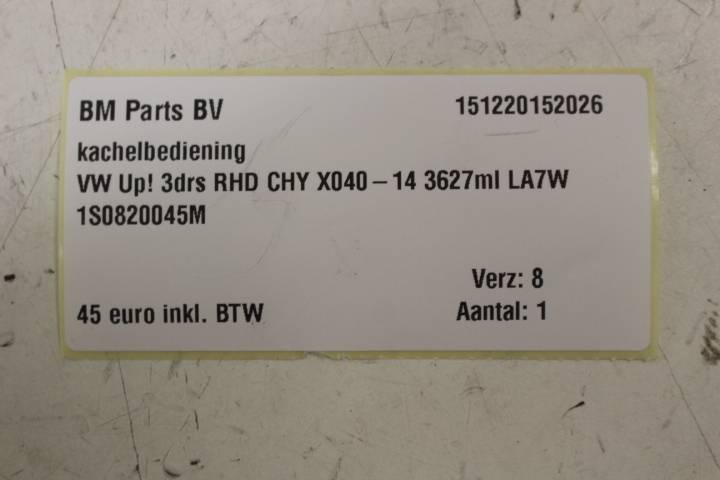 BM Parts BV 151220152026
kachelbediening
VW Up! 3drs RHD CHY X040 – 14 3627ml LA7W
1S0820045M
Verz: 8
45 euro inkl. BTW Aantal: 1